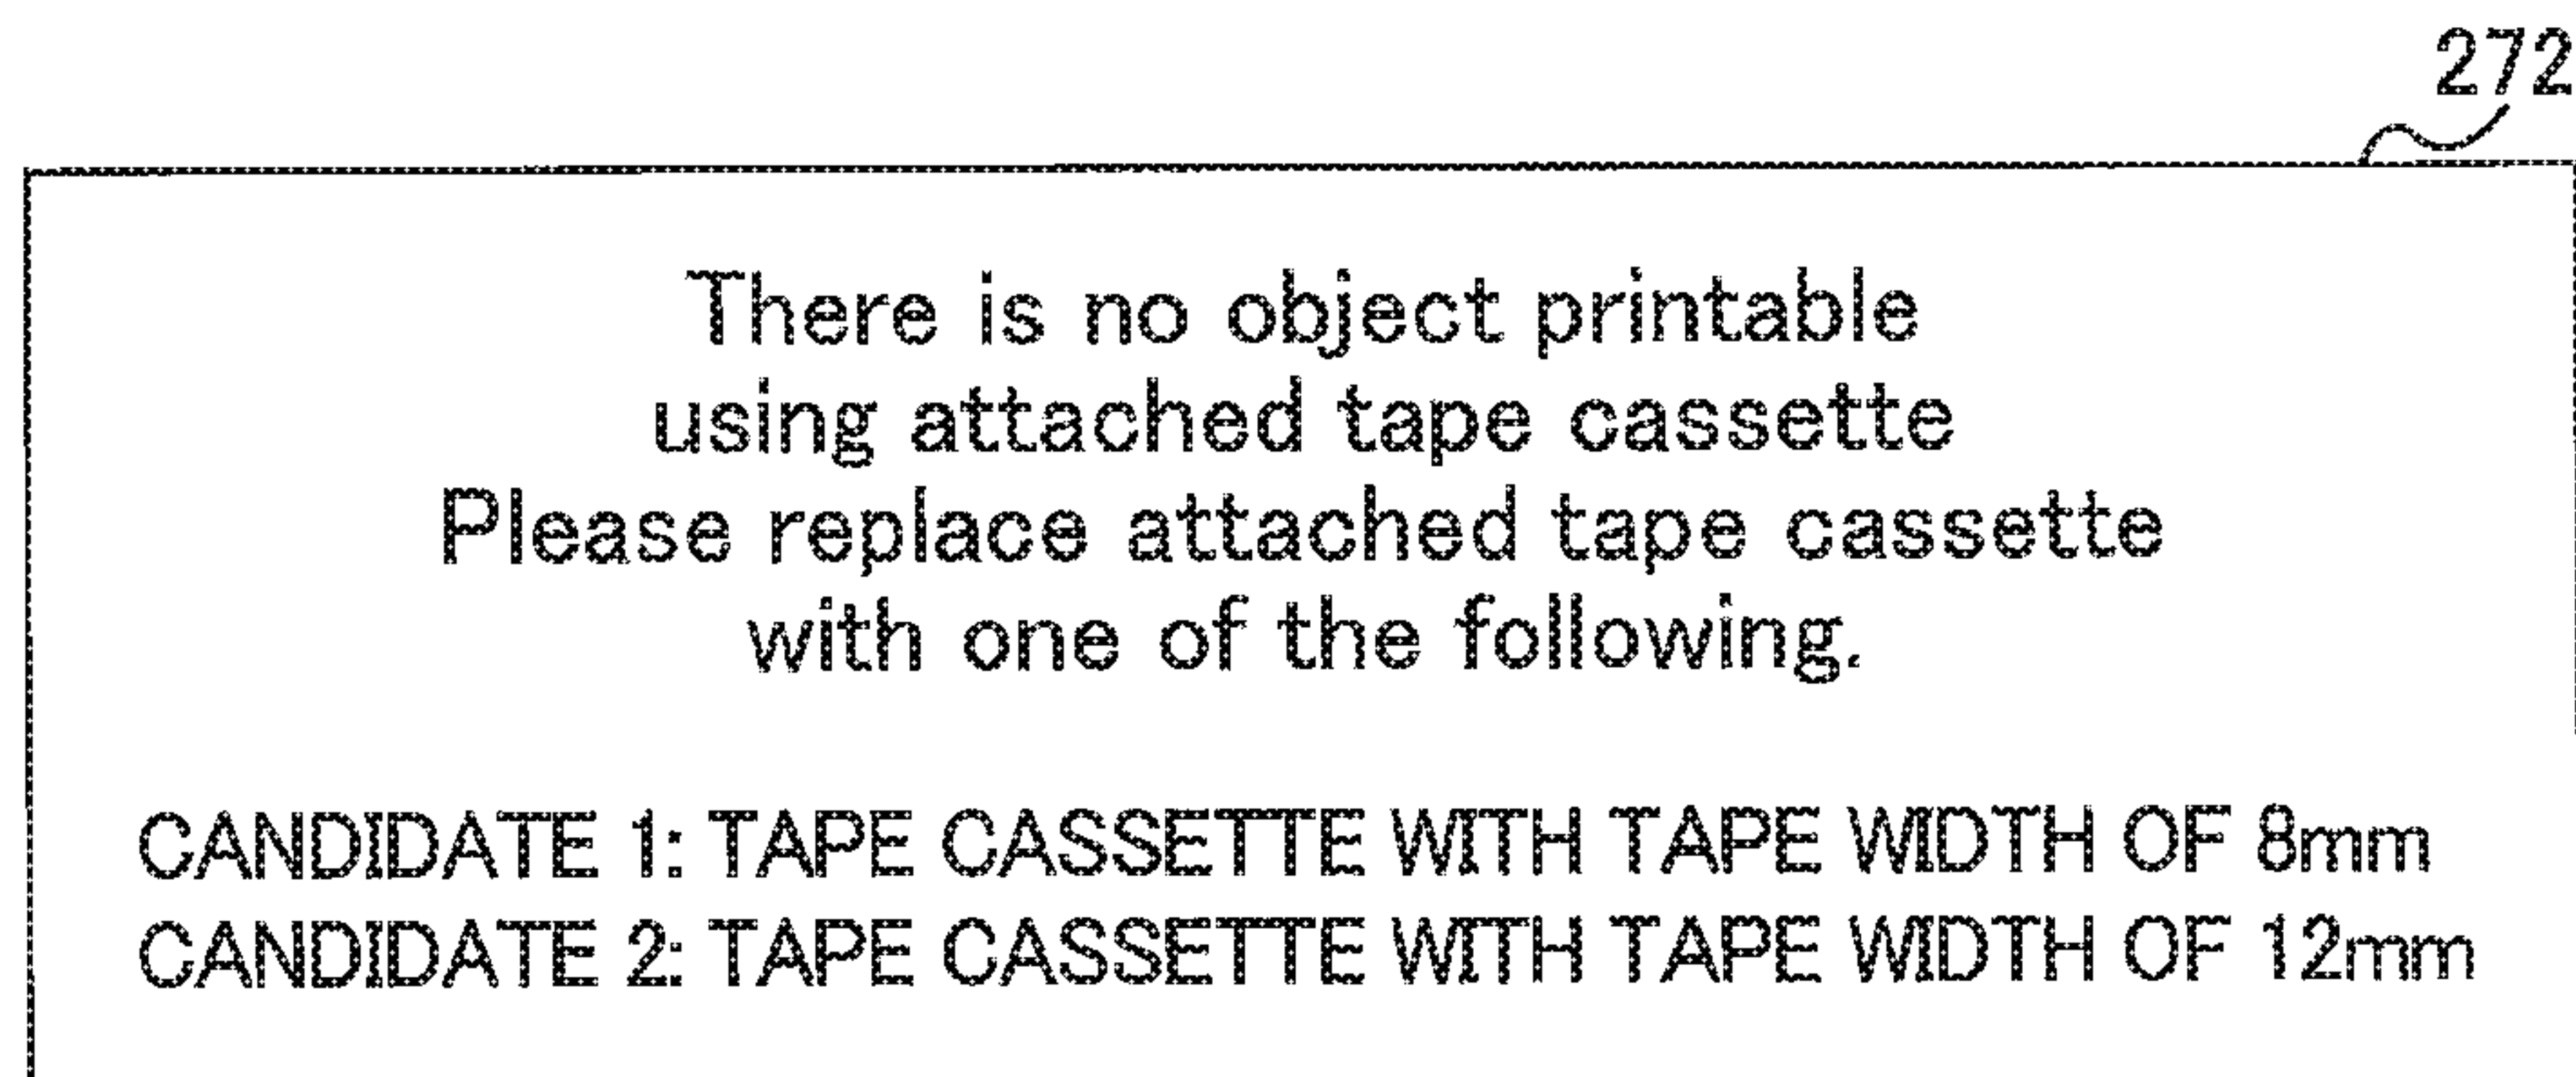 272
There is no object printable
using attached tape cassette
Please replace attached tape cassette
with one of the following.
CANDIDATE 1: TAPE CASSETTE WITH TAPE WIDTH OF 8mm
CANDIDATE 2: TAPE CASSETTE WITH TAPE WIDTH OF 12mm